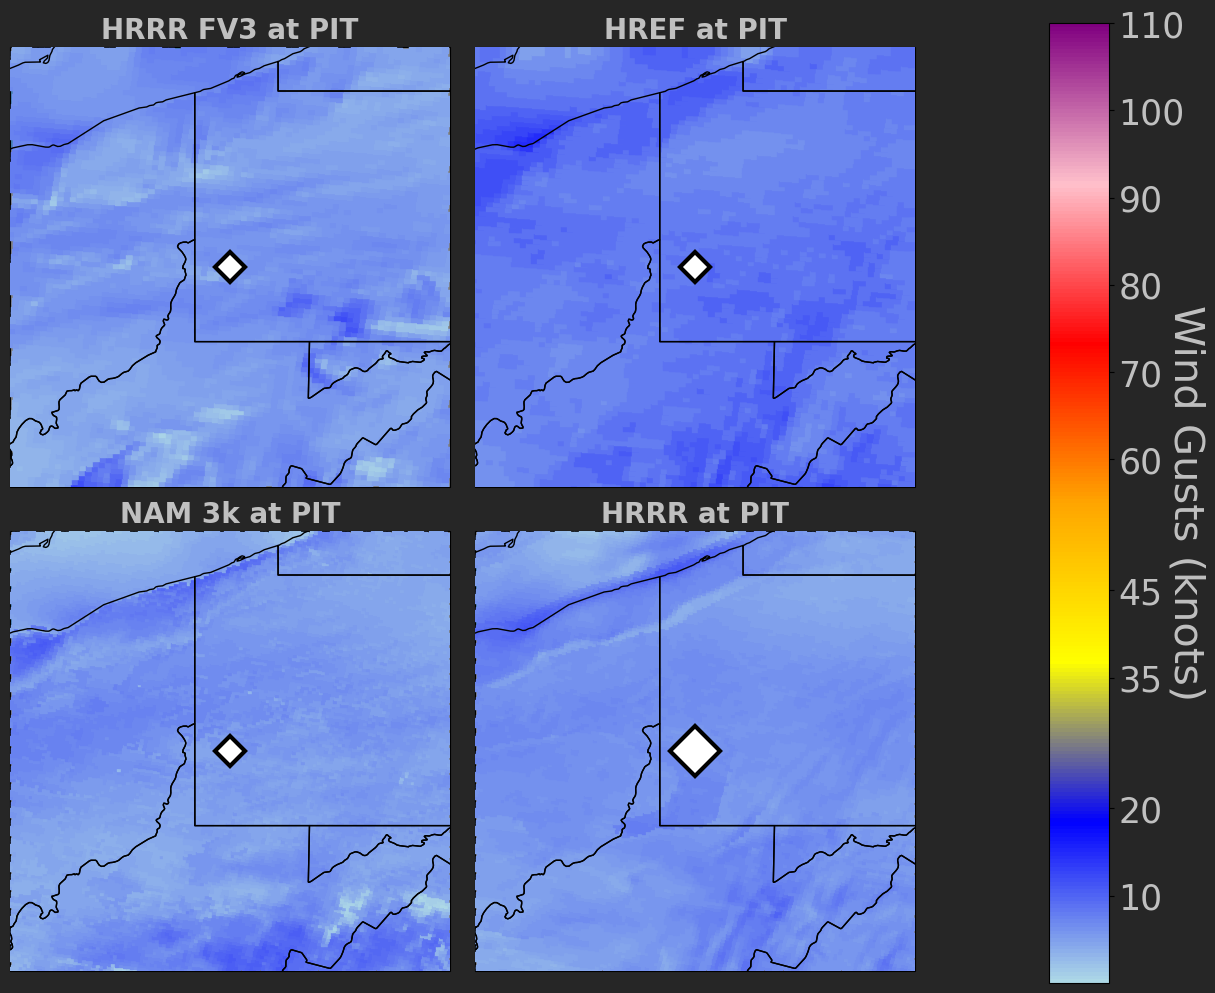 HRRR FV3 at PIT
HREF at PIT
NAM 3k at PIT
HRRR at PIT
110
100
90
80
70
60
45
35
20
10
Wind Gusts (knots)